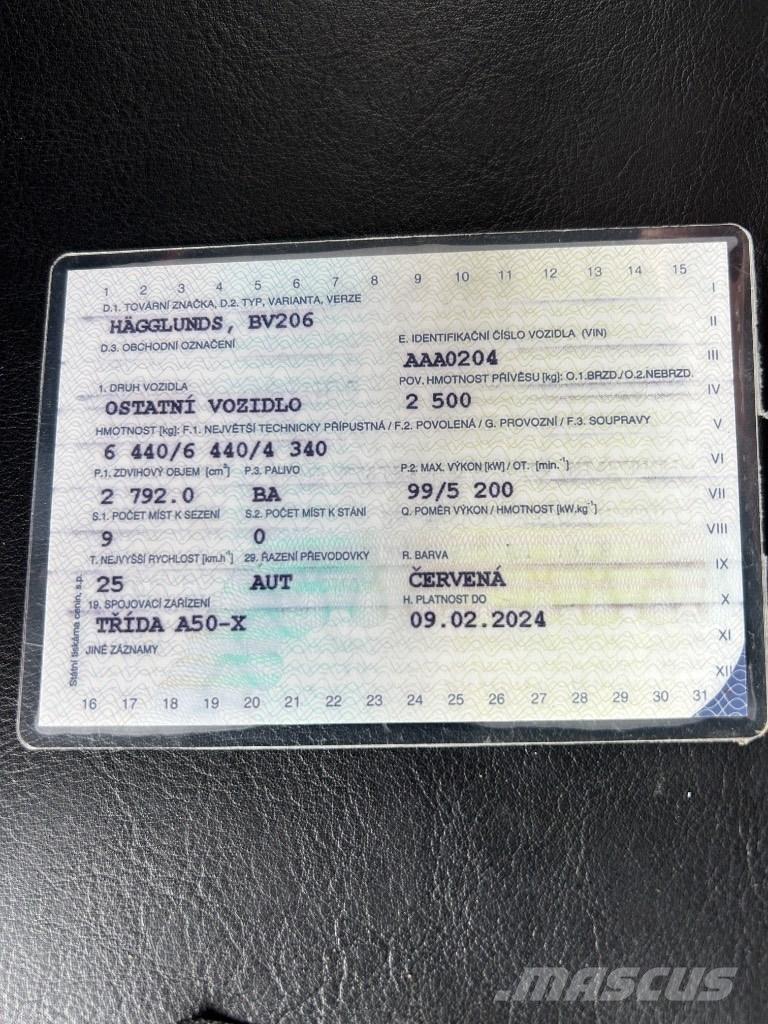 1 2 3 4 5 6 7 8 9 10 11 12 13 14 15
D.1. TOVÁRNÍ ZNAČKA, D.2. TYP, VARIANTA, VERZE
HÄGGLUNDS, BV206
D.3. OBCHODNÍ OZNAČENÍ
E. IDENTIFIKAČNÍ ČÍSLO VOZIDLA (VIN)
AAA0204
1. DRUH VOZIDLA
POV. HMOTNOST PŘÍVĚSU [kg]: O.1.BRZD./O.2.NEBRZD.
OSTATNÍ VOZIDLO
2 500
HMOTNOST [kg]: F.1. NEJVĚTŠÍ TECHNICKY PŘÍPUSTNÁ / F.2. POVOLENÁ / G. PROVOZNÍ / F.3. SOUPRAVY
6 440/6 440/4 340
P.1. ZDVIHOVÝ OBJEM [cm³]
P.3. PALIVO
P.2. MAX. VÝKON [kW] / OT. [min.⁻¹]
2 792.0
BA
99/5 200
S.1. POČET MÍST K SEZENÍ
S.2. POČET MÍST K STÁNÍ
Q. POMĚR VÝKON / HMOTNOST [kW.kg⁻¹]
9
0
T. NEJVYŠŠÍ RYCHLOST [km.h⁻¹]
29. ŘAZENÍ PŘEVODOVKY
R. BARVA
25
AUT
ČERVENÁ
19. SPOJOVACÍ ZAŘÍZENÍ
H. PLATNOST DO
TŘÍDA A50-X
09.02.2024
JINÉ ZÁZNAMY
16 17 18 19 20 21 22 23 24 25 26 27 28 29 30 31
I
II
III
IV
V
VI
VII
VIII
IX
X
XI
XII
Státní tiskárna cenin, s.p.
MASCUS